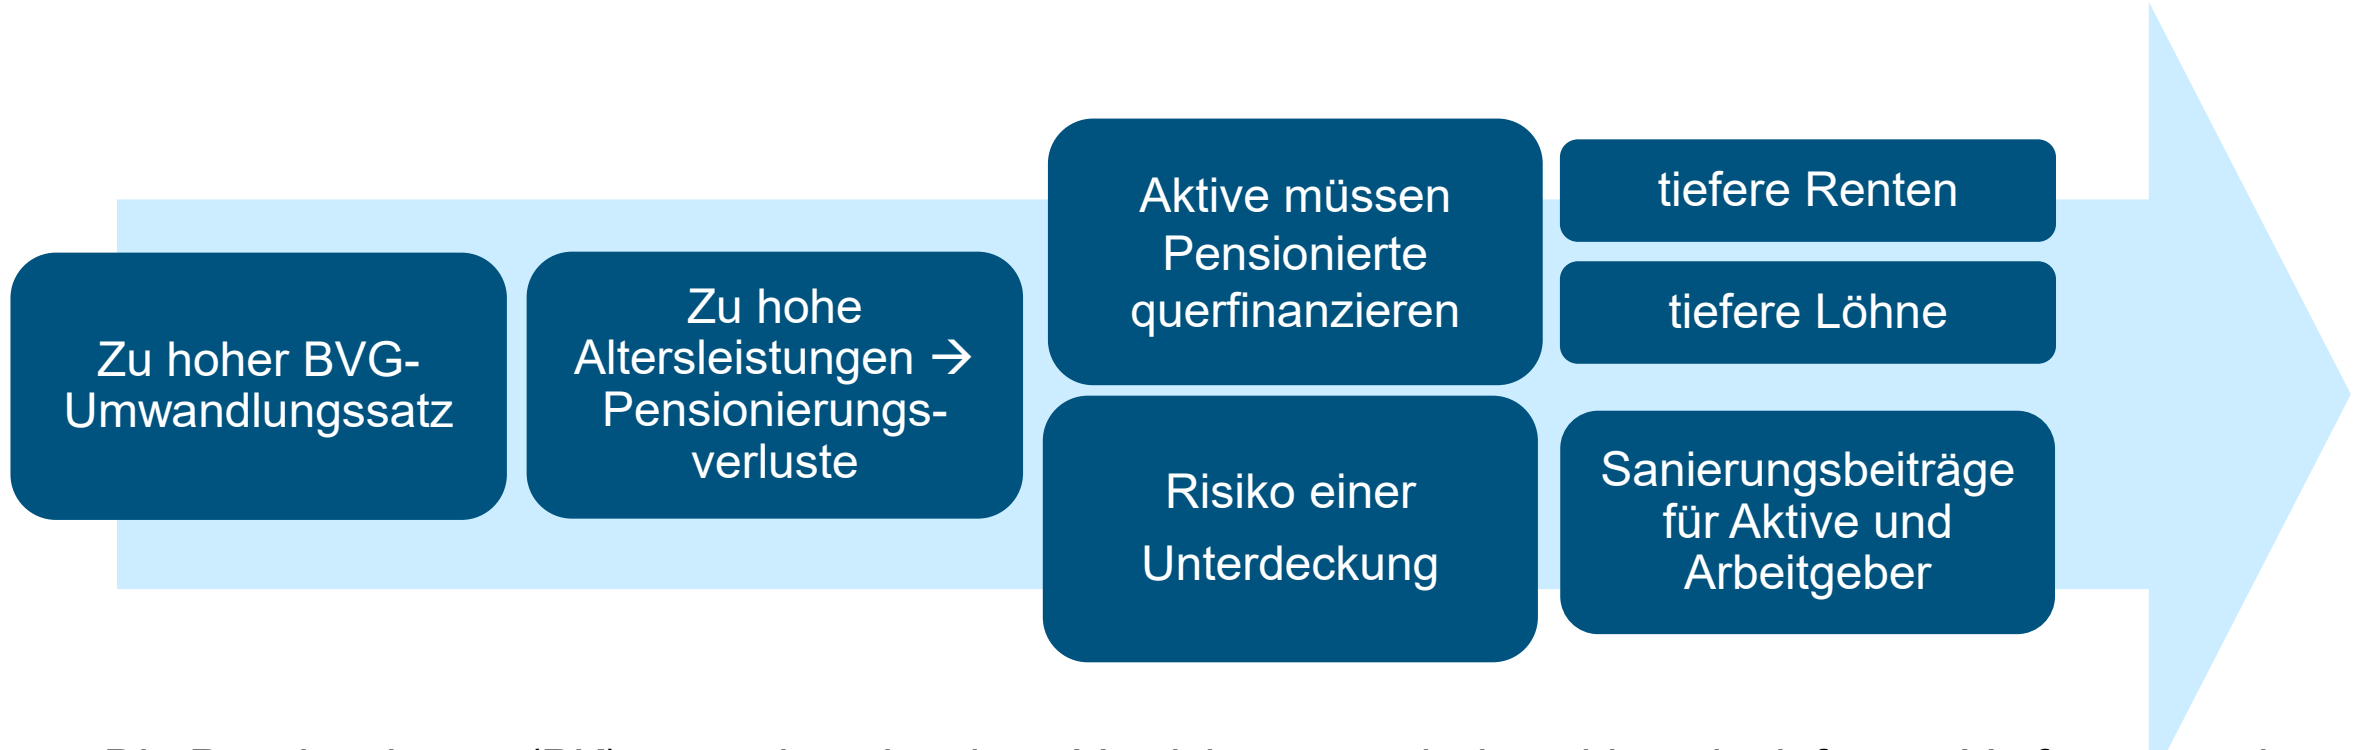 Zu hoher BVG-
Umwandlungssatz
Zu hohe
Altersleistungen →
Pensionierungs-
verluste
Aktive müssen
Pensionierte
querfinanzieren
Risiko einer
Unterdeckung
tiefere Renten
tiefere Löhne
Sanierungsbeiträge
für Aktive und
Arbeitgeber